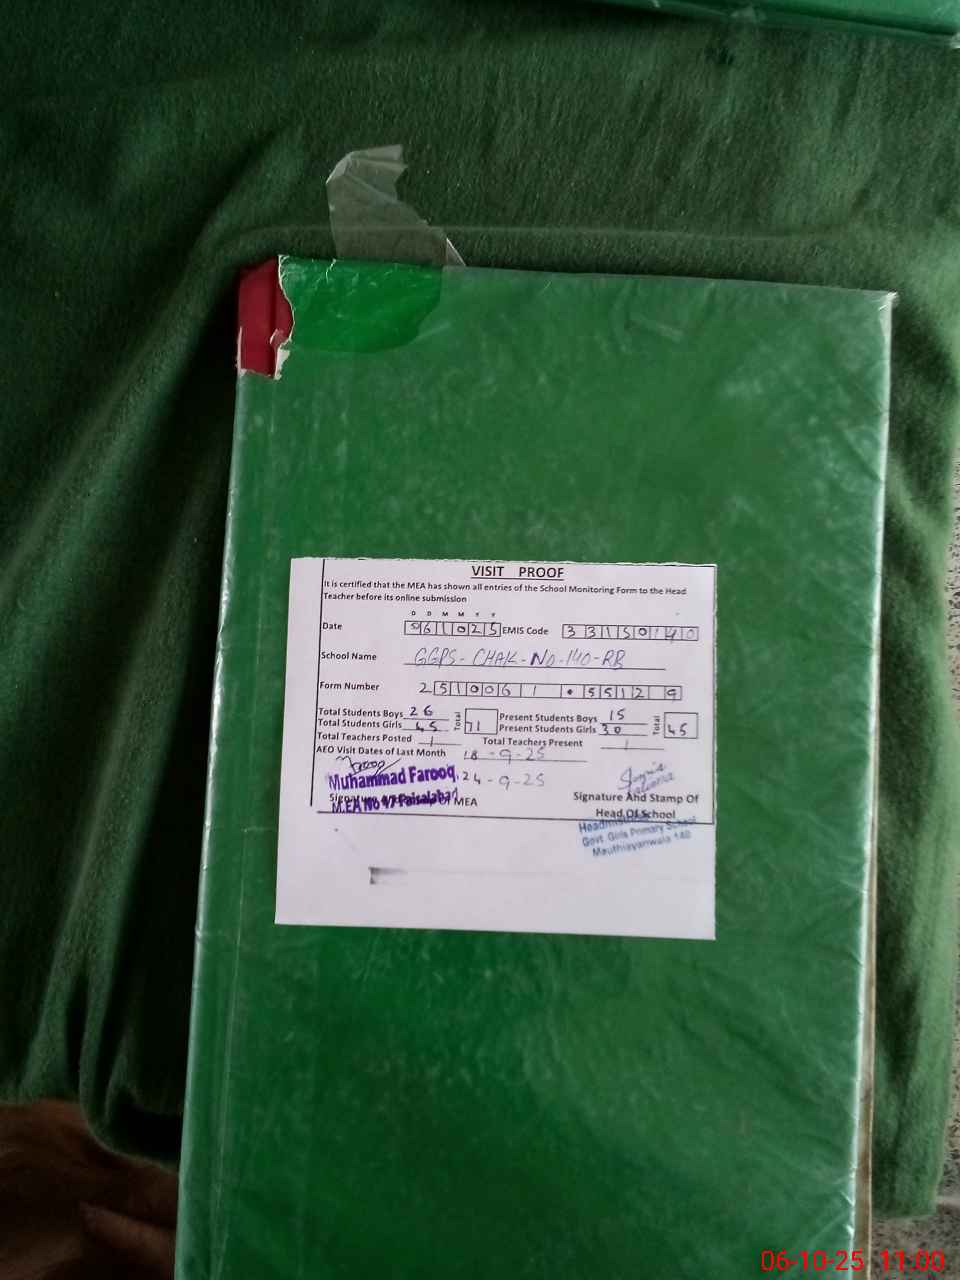 VISIT PROOF
It is certified that the MEA has shown all entries of the School Monitoring Form to the Head
Teacher before its online submission
D D M M Y Y
Date 061025 EMIS Code 33150140
School Name GGPS-CHAK-NO-140-RB
Form Number 2510061 • 55129
Total Students Boys 26 Total 71 Present Students Boys 15 Total 45
Total Students Girls 45 Present Students Girls 30
Total Teachers Posted 1 Total Teachers Present 1
AEO Visit Dates of Last Month 18-9-25
Farooq
Muhammad Farooq 24-9-25
M.E.A No 47 Faisalabad
Signature of MEA
Signature And Stamp Of
Head Of School
Headmistress
Govt. Girls Primary School
140
06-10-25 11:00